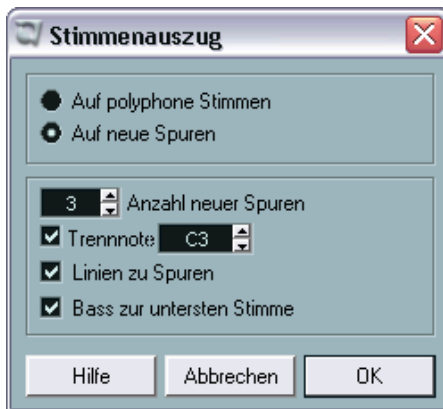 Stimmenauszug
Auf polyphone Stimmen
Auf neue Spuren
3 Anzahl neuer Spuren
Trennnote C3
Linien zu Spuren
Bass zur untersten Stimme
Hilfe Abbrechen OK